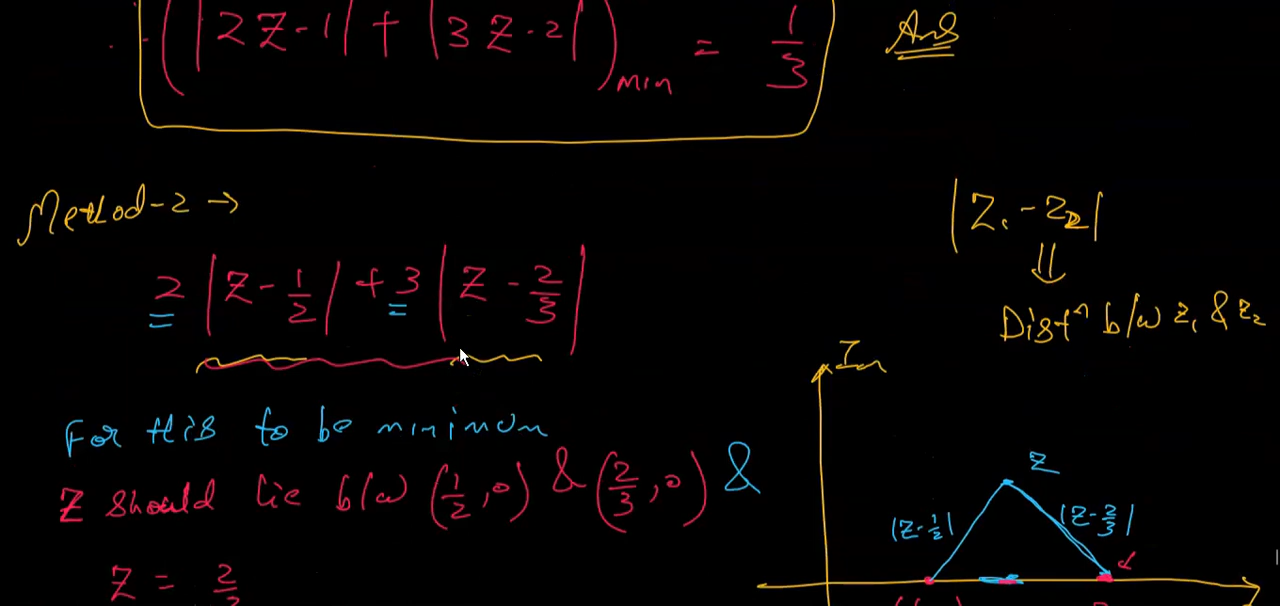 (|2Z-1| + |3Z-2|)min = 1/3 Ans
Method-2 →
|Z₁-Z₂|
⇓
2|Z-1/2| + 3|Z-2/3|
Distⁿ b/w z₁ & z₂
Im
For this to be minimum
Z
Z should lie b/w (1/2,0) & (2/3,0) &
|Z-1/2| |Z-2/3|
Z = 2/3